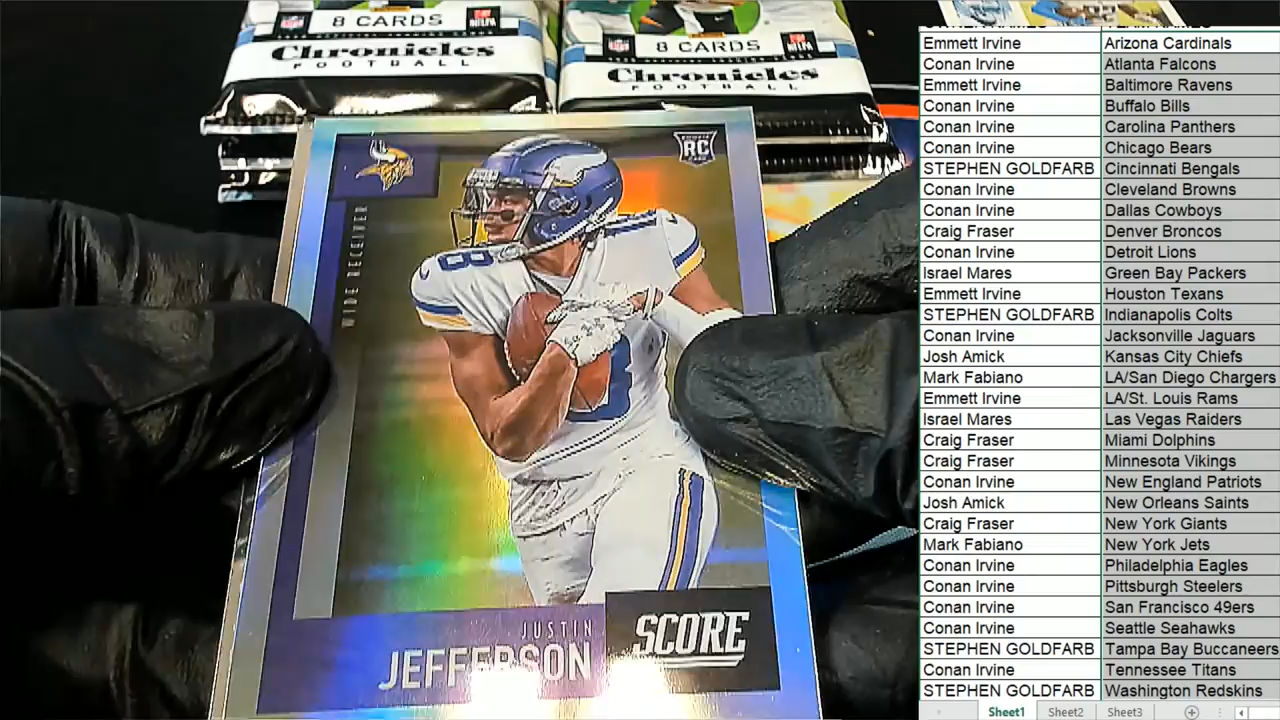 8 CARDS
Chronicles
FOOTBALL
8 CARDS
Chronicles
FOOTBALL
RC
WIDE RECEIVER
8
JUSTIN
JEFFERSON
SCORE
Emmett Irvine Arizona Cardinals
Conan Irvine Atlanta Falcons
Emmett Irvine Baltimore Ravens
Conan Irvine Buffalo Bills
Conan Irvine Carolina Panthers
Conan Irvine Chicago Bears
STEPHEN GOLDFARB Cincinnati Bengals
Conan Irvine Cleveland Browns
Conan Irvine Dallas Cowboys
Craig Fraser Denver Broncos
Conan Irvine Detroit Lions
Israel Mares Green Bay Packers
Emmett Irvine Houston Texans
STEPHEN GOLDFARB Indianapolis Colts
Conan Irvine Jacksonville Jaguars
Josh Amick Kansas City Chiefs
Mark Fabiano LA/San Diego Chargers
Emmett Irvine LA/St. Louis Rams
Israel Mares Las Vegas Raiders
Craig Fraser Miami Dolphins
Craig Fraser Minnesota Vikings
Conan Irvine New England Patriots
Josh Amick New Orleans Saints
Craig Fraser New York Giants
Mark Fabiano New York Jets
Conan Irvine Philadelphia Eagles
Conan Irvine Pittsburgh Steelers
Conan Irvine San Francisco 49ers
Conan Irvine Seattle Seahawks
STEPHEN GOLDFARB Tampa Bay Buccaneers
Conan Irvine Tennessee Titans
STEPHEN GOLDFARB Washington Redskins
Sheet1 Sheet2 Sheet3